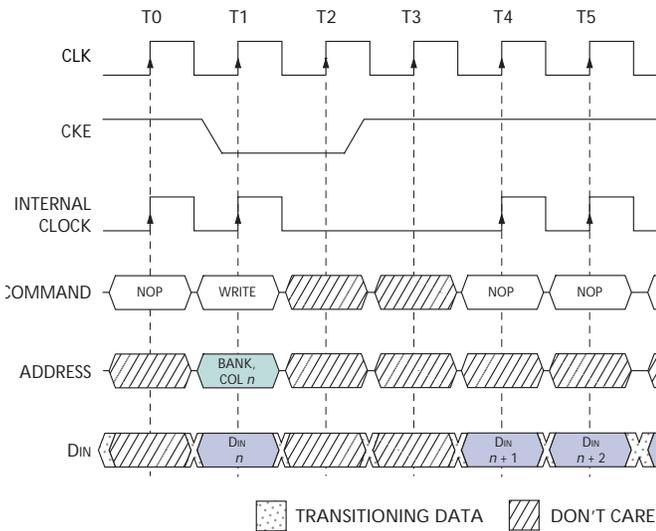 T0 T1 T2 T3 T4 T5
CLK
CKE
INTERNAL
CLOCK
COMMAND NOP WRITE NOP NOP
ADDRESS BANK,
COL n
DIN DIN DIN DIN
n n + 1 n + 2
TRANSITIONING DATA DON'T CARE